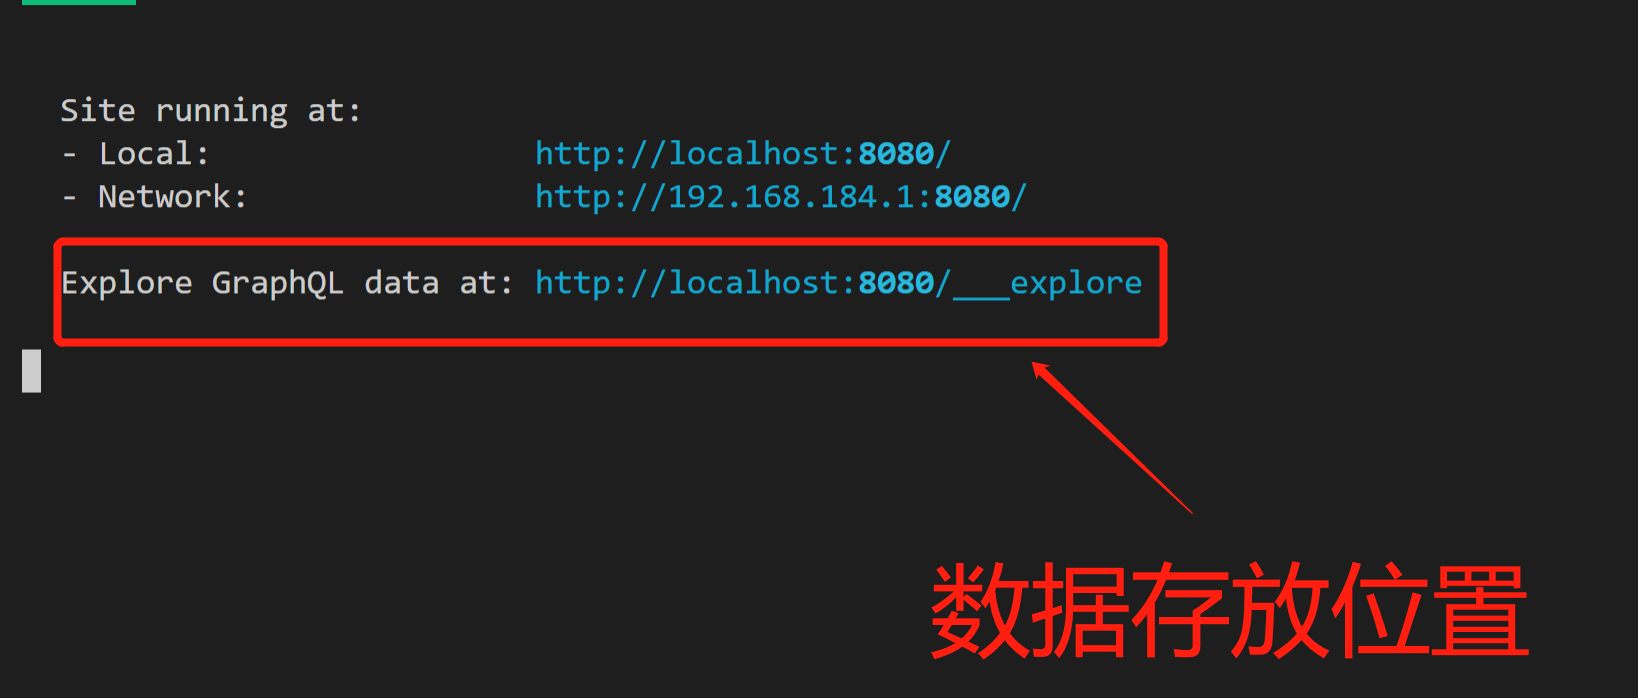 Site running at:
- Local: http://localhost:8080/
- Network: http://192.168.184.1:8080/
Explore GraphQL data at: http://localhost:8080/___explore
数据存放位置